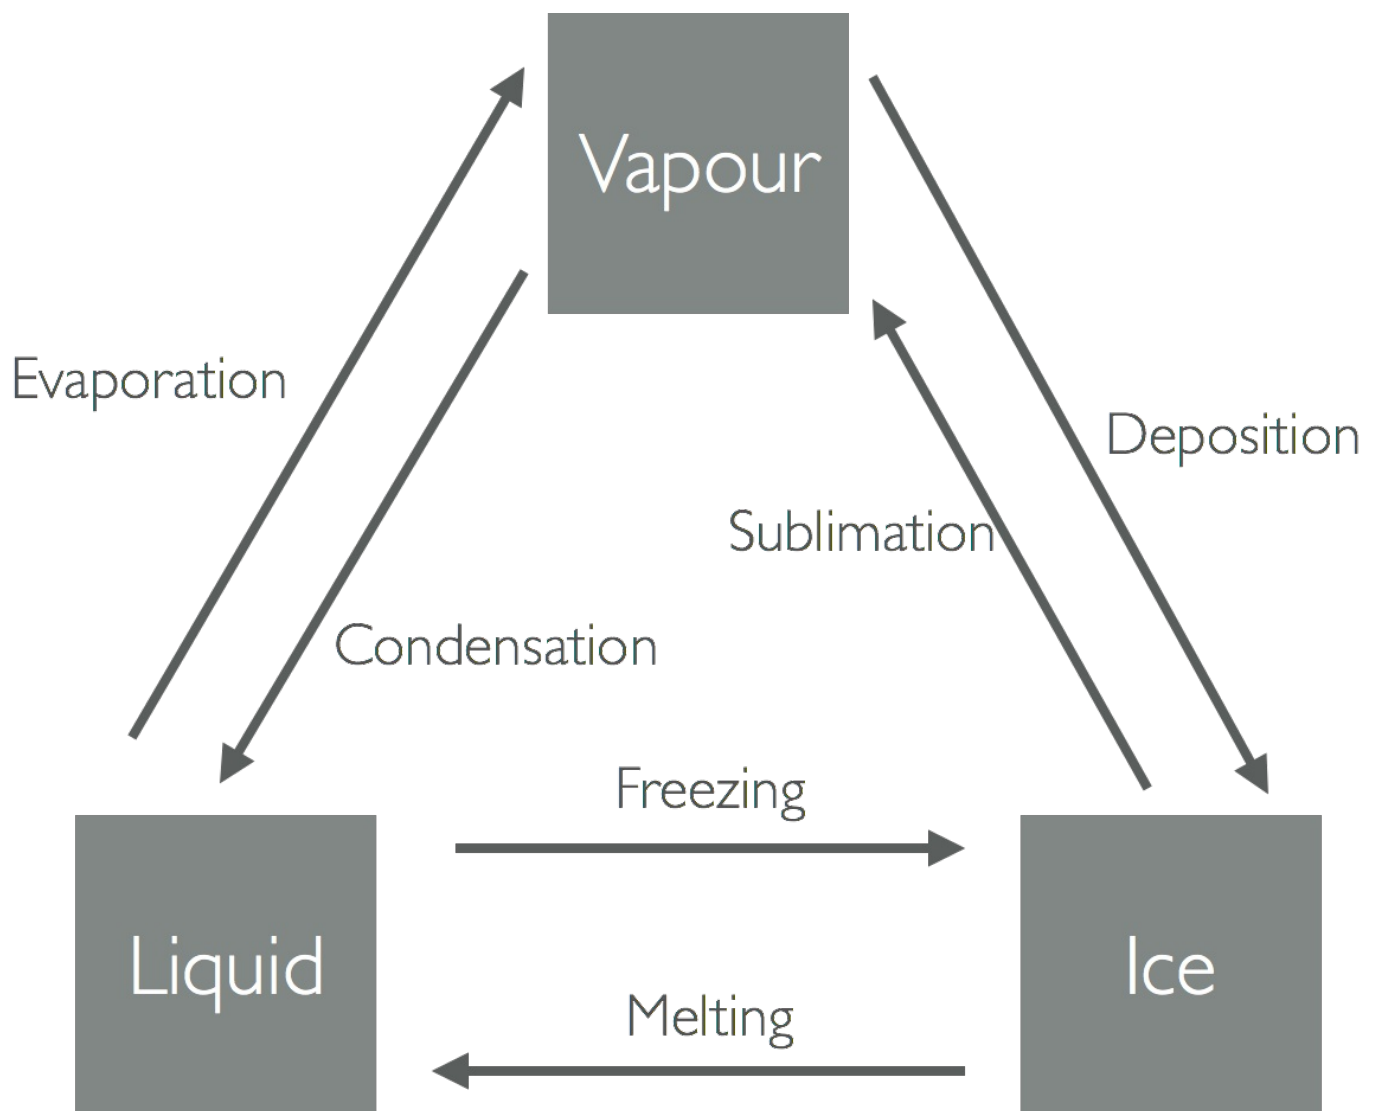 Vapour
Evaporation
Deposition
Sublimation
Condensation
Freezing
Liquid
Ice
Melting